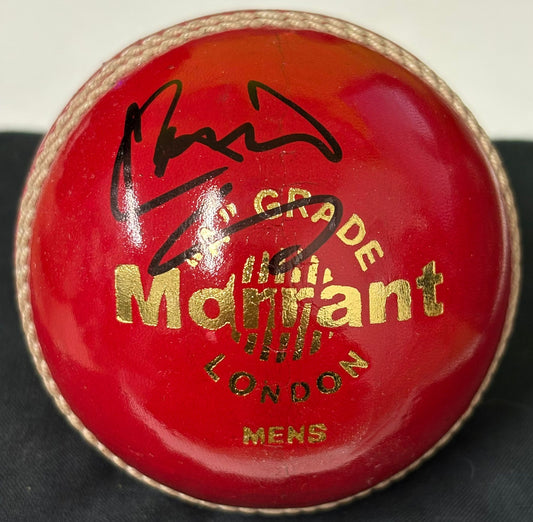 "A" GRADE
Morrant
LONDON
MENS